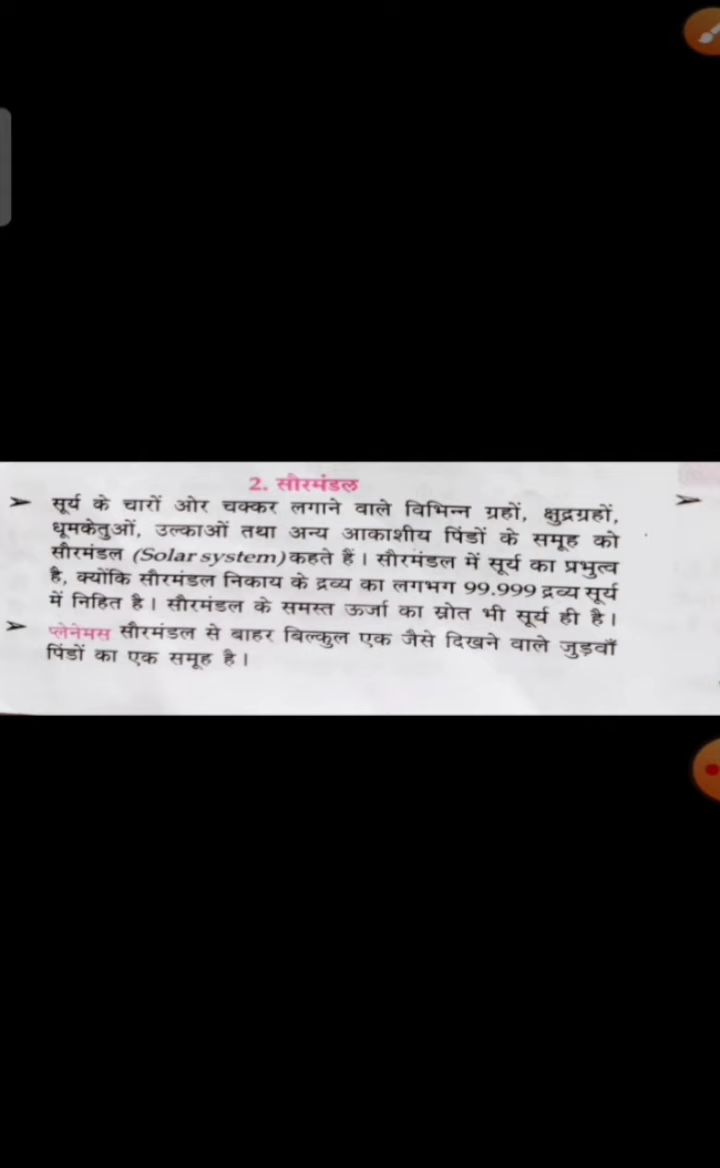 2. सौरमंडल
➤ सूर्य के चारों ओर चक्कर लगाने वाले विभिन्न ग्रहों, क्षुद्रग्रहों,
धूमकेतुओं, उल्काओं तथा अन्य आकाशीय पिंडों के समूह को
सौरमंडल (Solar system) कहते हैं। सौरमंडल में सूर्य का प्रभुत्व
है, क्योंकि सौरमंडल निकाय के द्रव्य का लगभग 99.999 द्रव्य सूर्य
में निहित है। सौरमंडल के समस्त ऊर्जा का स्रोत भी सूर्य ही है।
➤ प्लेनेमस सौरमंडल से बाहर बिल्कुल एक जैसे दिखने वाले जुड़वाँ
पिंडों का एक समूह है।